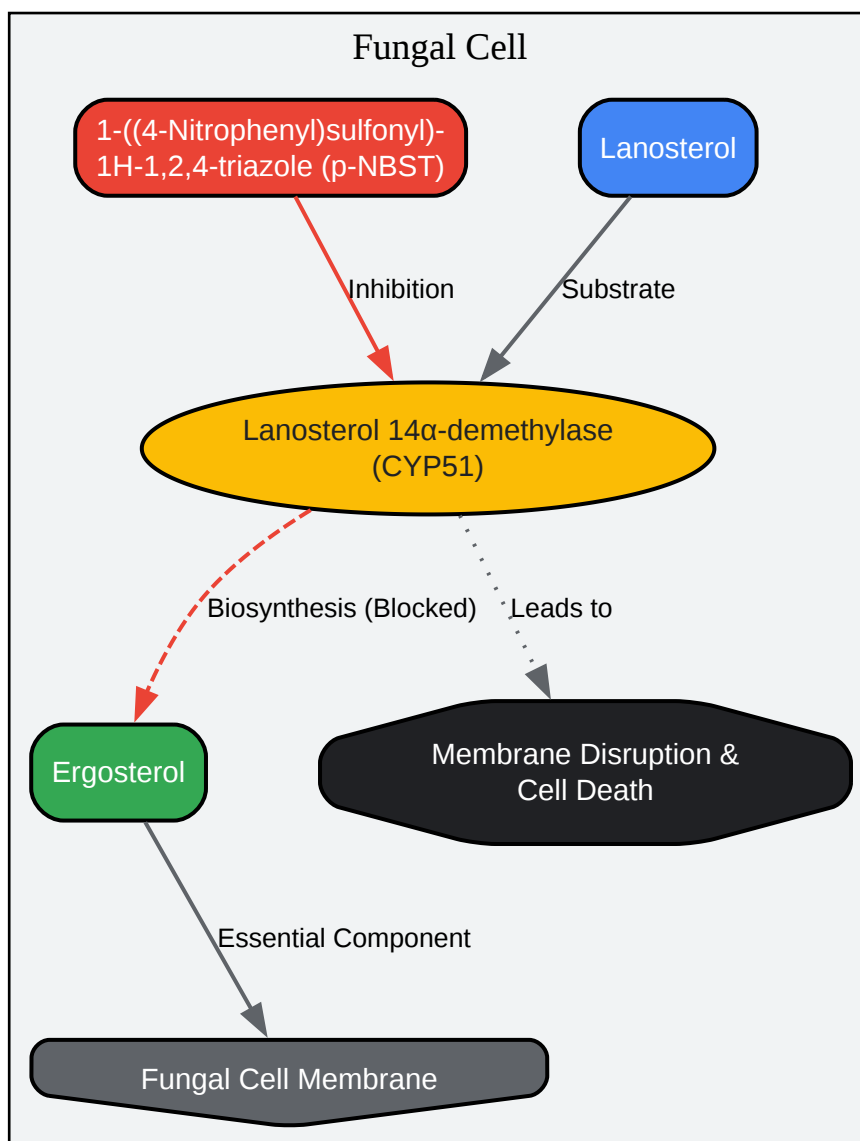 Fungal Cell
1-((4-Nitrophenyl)sulfonyl)-
1H-1,2,4-triazole (p-NBST)
Lanosterol
Inhibition
Substrate
Lanosterol 14α-demethylase
(CYP51)
Biosynthesis (Blocked)
Leads to
Ergosterol
Membrane Disruption &
Cell Death
Essential Component
Fungal Cell Membrane